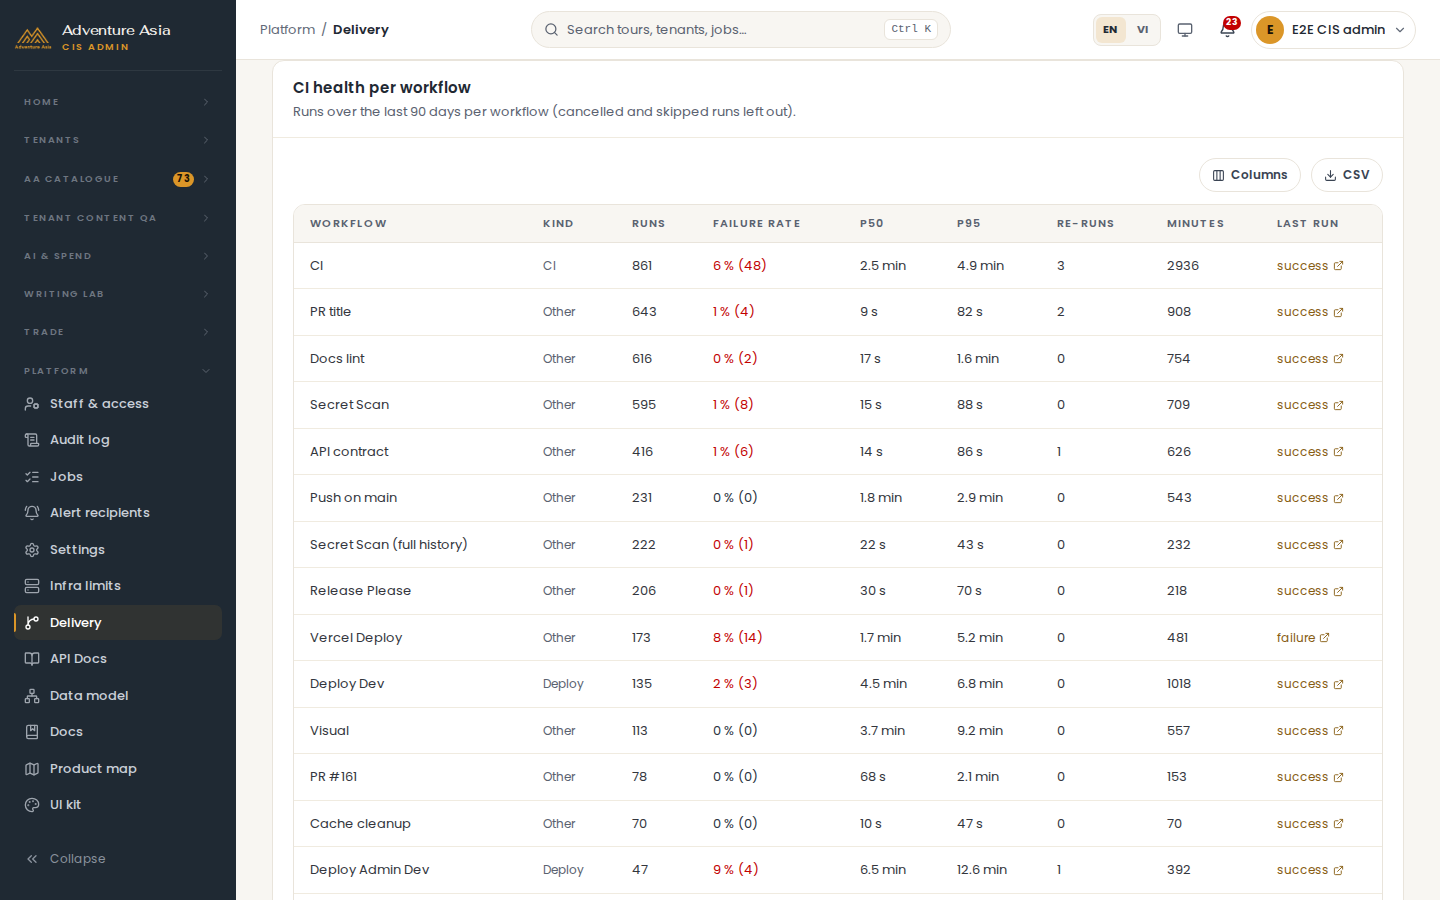 Adventure Asia
CIS ADMIN
Adventure Asia
HOME
TENANTS
AA CATALOGUE 73
TENANT CONTENT QA
AI & SPEND
WRITING LAB
TRADE
PLATFORM
Staff & access
Audit log
Jobs
Alert recipients
Settings
Infra limits
Delivery
API Docs
Data model
Docs
Product map
UI kit
Collapse
Platform / Delivery
Search tours, tenants, jobs... Ctrl K
EN VI
23
E E2E CIS admin
CI health per workflow
Runs over the last 90 days per workflow (cancelled and skipped runs left out).
Columns CSV
WORKFLOW KIND RUNS FAILURE RATE P50 P95 RE-RUNS MINUTES LAST RUN
CI CI 861 6 % (48) 2.5 min 4.9 min 3 2936 success
PR title Other 643 1 % (4) 9 s 82 s 2 908 success
Docs lint Other 616 0 % (2) 17 s 1.6 min 0 754 success
Secret Scan Other 595 1 % (8) 15 s 88 s 0 709 success
API contract Other 416 1 % (6) 14 s 86 s 1 626 success
Push on main Other 231 0 % (0) 1.8 min 2.9 min 0 543 success
Secret Scan (full history) Other 222 0 % (1) 22 s 43 s 0 232 success
Release Please Other 206 0 % (1) 30 s 70 s 0 218 success
Vercel Deploy Other 173 8 % (14) 1.7 min 5.2 min 0 481 failure
Deploy Dev Deploy 135 2 % (3) 4.5 min 6.8 min 0 1018 success
Visual Other 113 0 % (0) 3.7 min 9.2 min 0 557 success
PR #161 Other 78 0 % (0) 68 s 2.1 min 0 153 success
Cache cleanup Other 70 0 % (0) 10 s 47 s 0 70 success
Deploy Admin Dev Deploy 47 9 % (4) 6.5 min 12.6 min 1 392 success